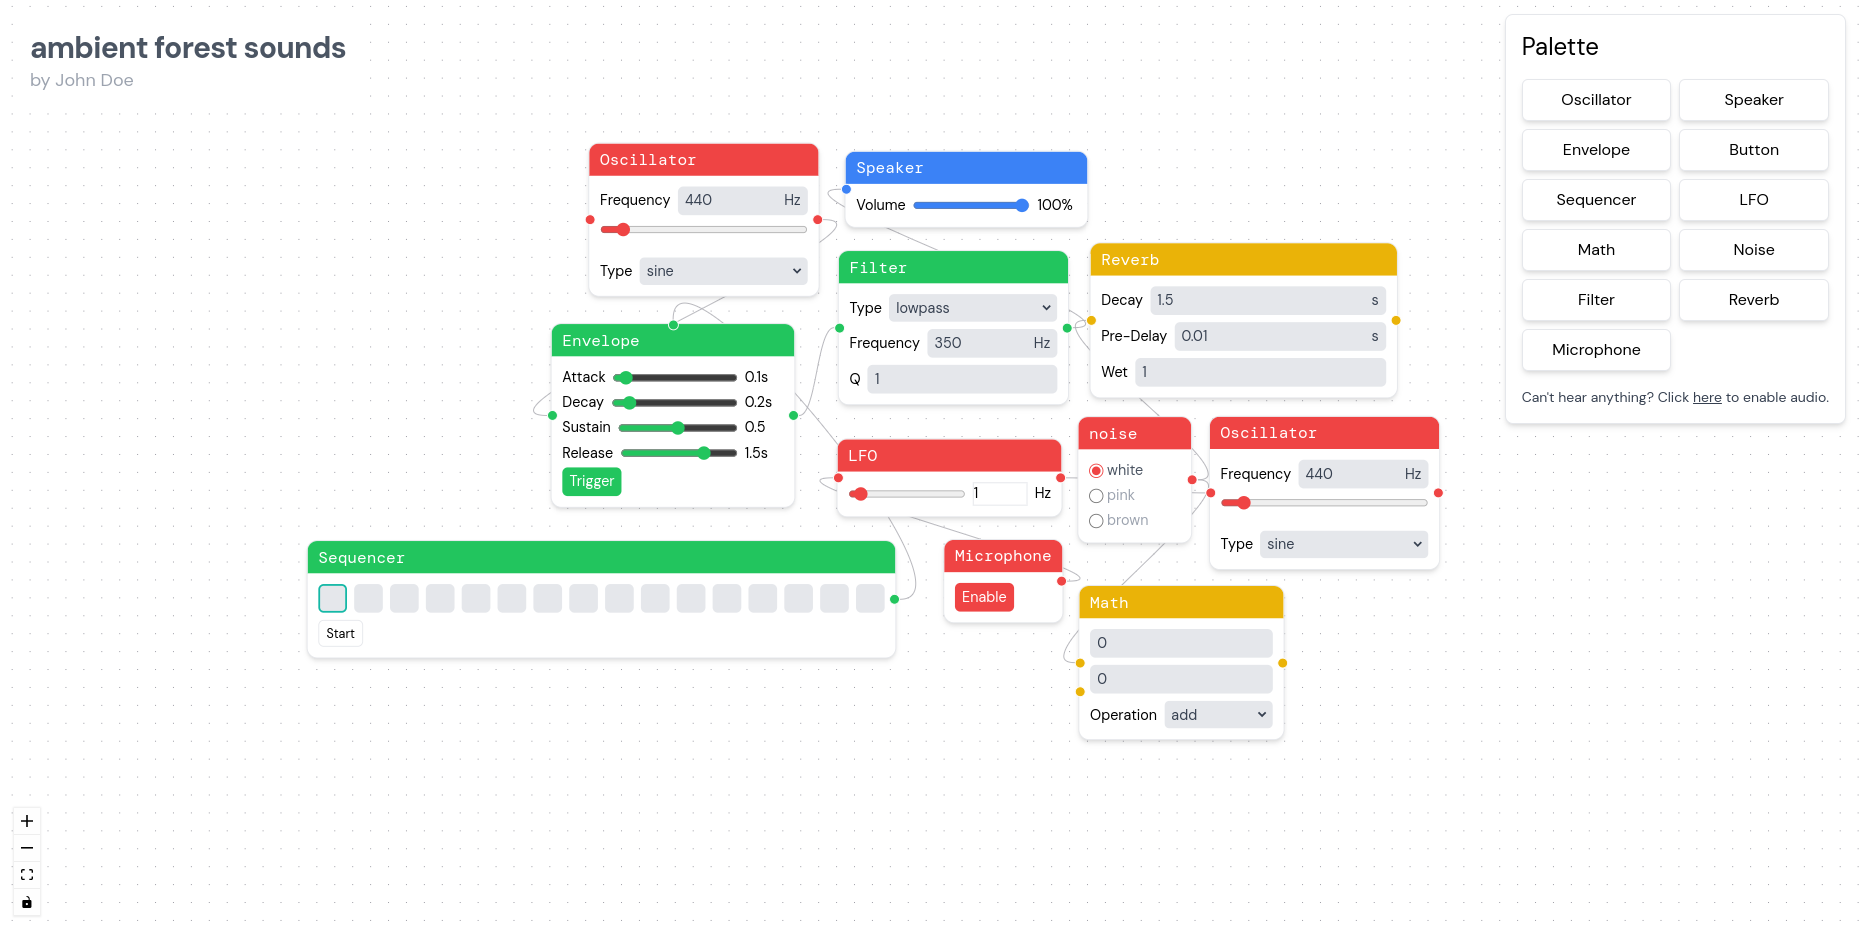 ambient forest sounds
by John Doe
Oscillator
Frequency 440 Hz
Type sine
Speaker
Volume 100%
Filter
Type lowpass
Frequency 350 Hz
Q 1
Reverb
Decay 1.5 s
Pre-Delay 0.01 s
Wet 1
Envelope
Attack 0.1s
Decay 0.2s
Sustain 0.5
Release 1.5s
Trigger
LFO
1 Hz
noise
white
pink
brown
Oscillator
Frequency 440 Hz
Type sine
Sequencer
Start
Microphone
Enable
Math
0
0
Operation add
Palette
Oscillator Speaker
Envelope Button
Sequencer LFO
Math Noise
Filter Reverb
Microphone
Can't hear anything? Click here to enable audio.